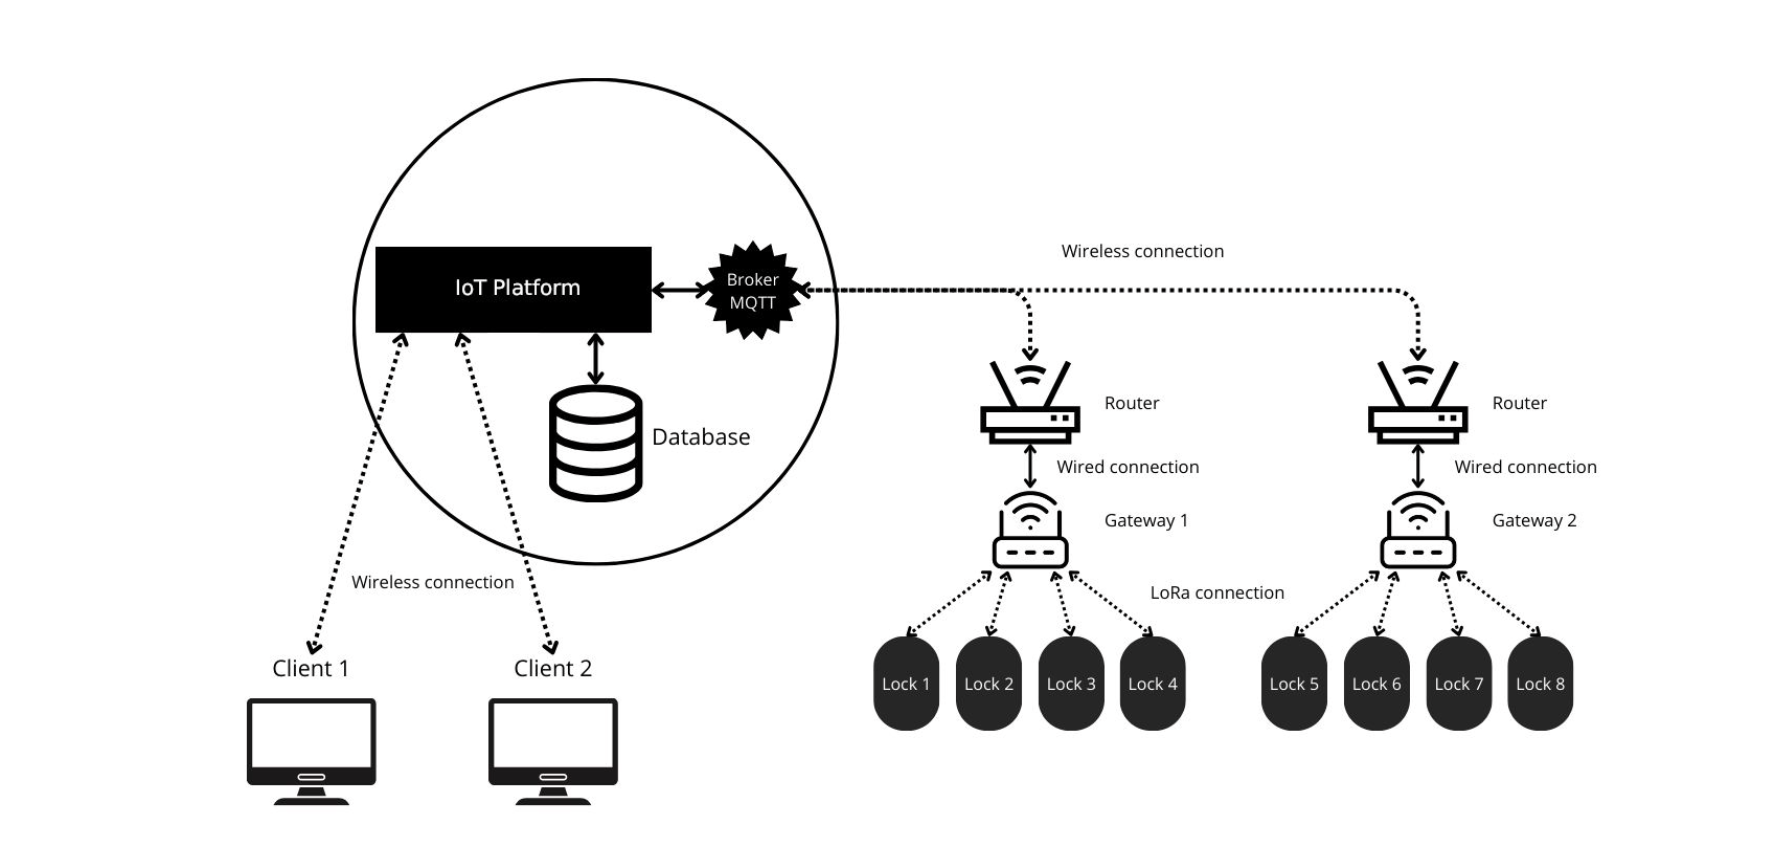 Wireless connection
IoT Platform
Broker
MQTT
Router
Router
Database
Wired connection
Wired connection
Gateway 1
Gateway 2
Wireless connection
LoRa connection
Client 1
Client 2
Lock 1
Lock 2
Lock 3
Lock 4
Lock 5
Lock 6
Lock 7
Lock 8